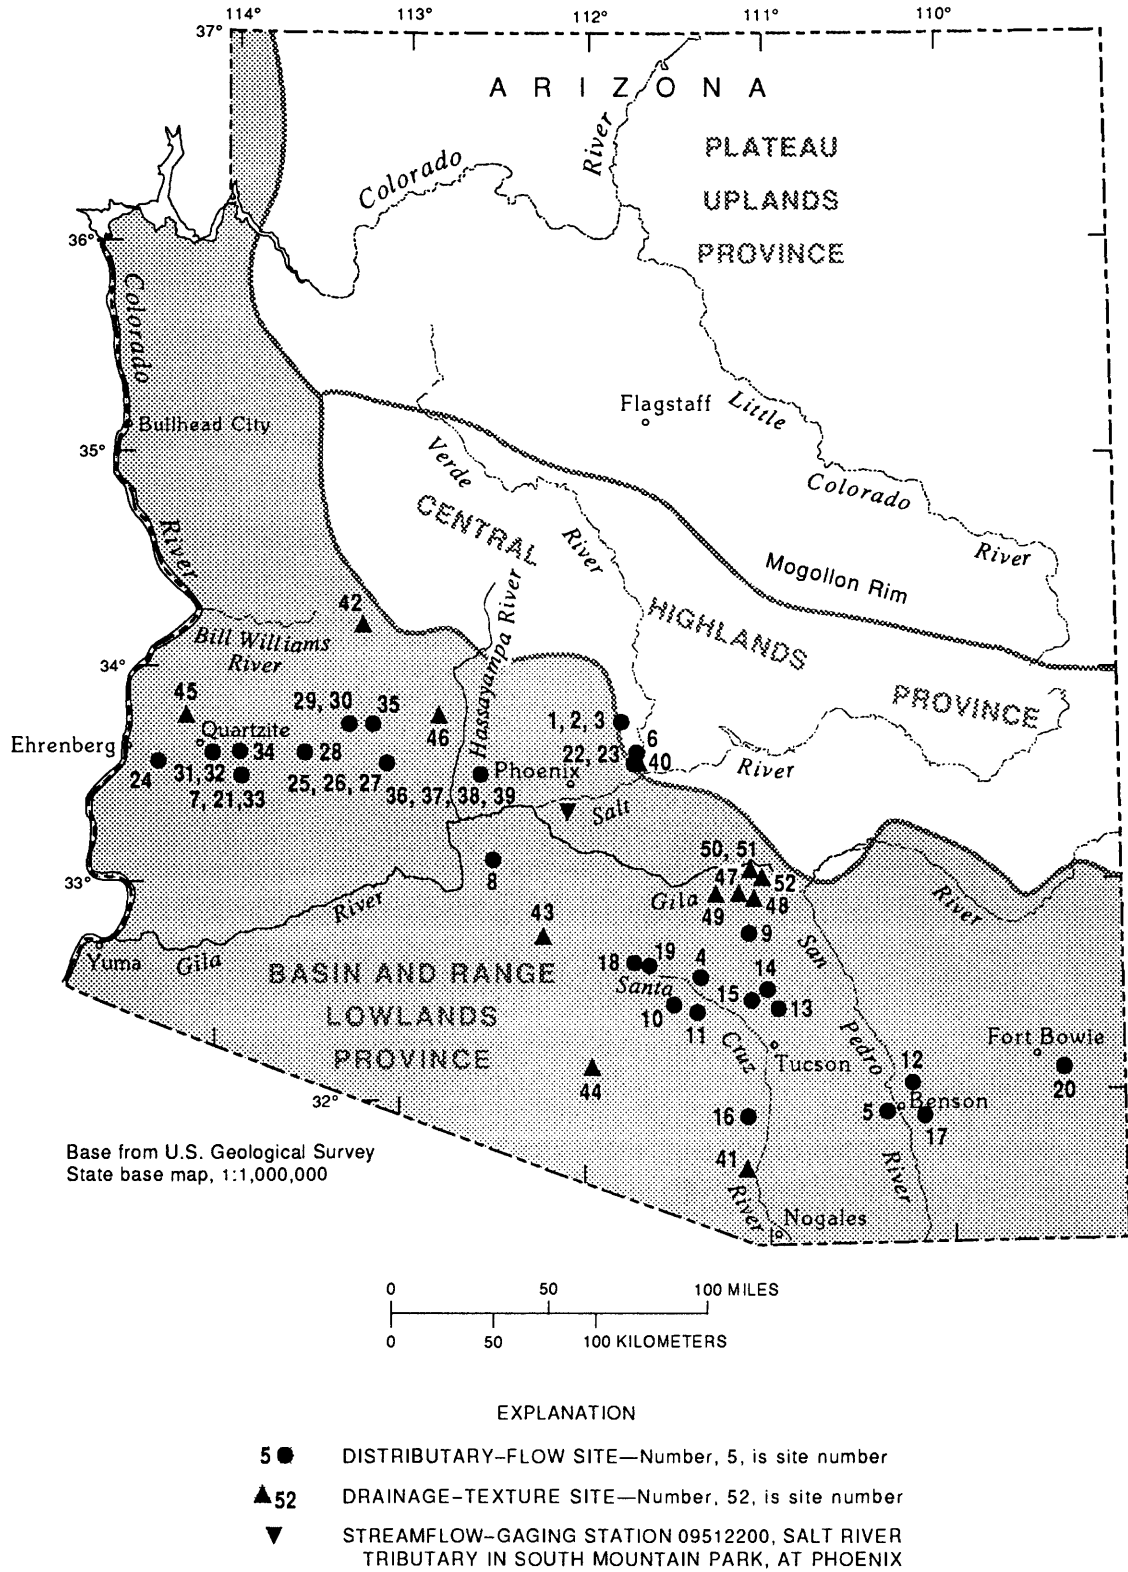 114° 113° 112° 111° 110°
37°
ARIZONA
PLATEAU
UPLANDS
PROVINCE
Colorado
River
36°
Colorado
Bullhead City
Flagstaff
Little
35°
Verde
Colorado
CENTRAL
River
River
River
Mogollon Rim
42
Hassayampa River
HIGHLANDS
Bill Williams
River
34°
45
29, 30 35
PROVINCE
1, 2, 3
46
Quartzite
Ehrenberg
6
34 28
22, 23 40
River
24 31, 32
25, 26, 27
Phoenix
7, 21, 33
36, 37, 38, 39
Salt
50, 51
8
33°
47 52
Gila 48
River
49
River
43
9
San
Yuma
Gila
18 19 4 14
BASIN AND RANGE
Santa
15 13
LOWLANDS
10 11
PROVINCE
Cruz
Pedro
Fort Bowie
Tucson
12
20
44
32°
16
5 Benson
17
Base from U.S. Geological Survey
State base map, 1:1,000,000
41
River
River
Nogales
0 50 100 MILES
0 50 100 KILOMETERS
EXPLANATION
5 DISTRIBUTARY–FLOW SITE—Number, 5, is site number
52 DRAINAGE–TEXTURE SITE—Number, 52, is site number
STREAMFLOW–GAGING STATION 09512200, SALT RIVER
TRIBUTARY IN SOUTH MOUNTAIN PARK, AT PHOENIX